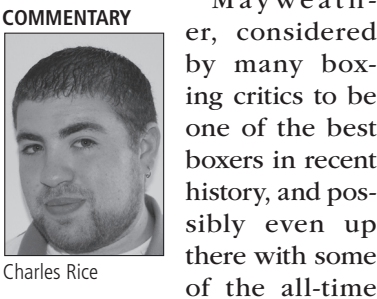 COMMENTARY
Charles Rice
Mayweath-
er, considered
by many box-
ing critics to be
one of the best
boxers in recent
history, and pos-
sibly even up
there with some
of the all-time